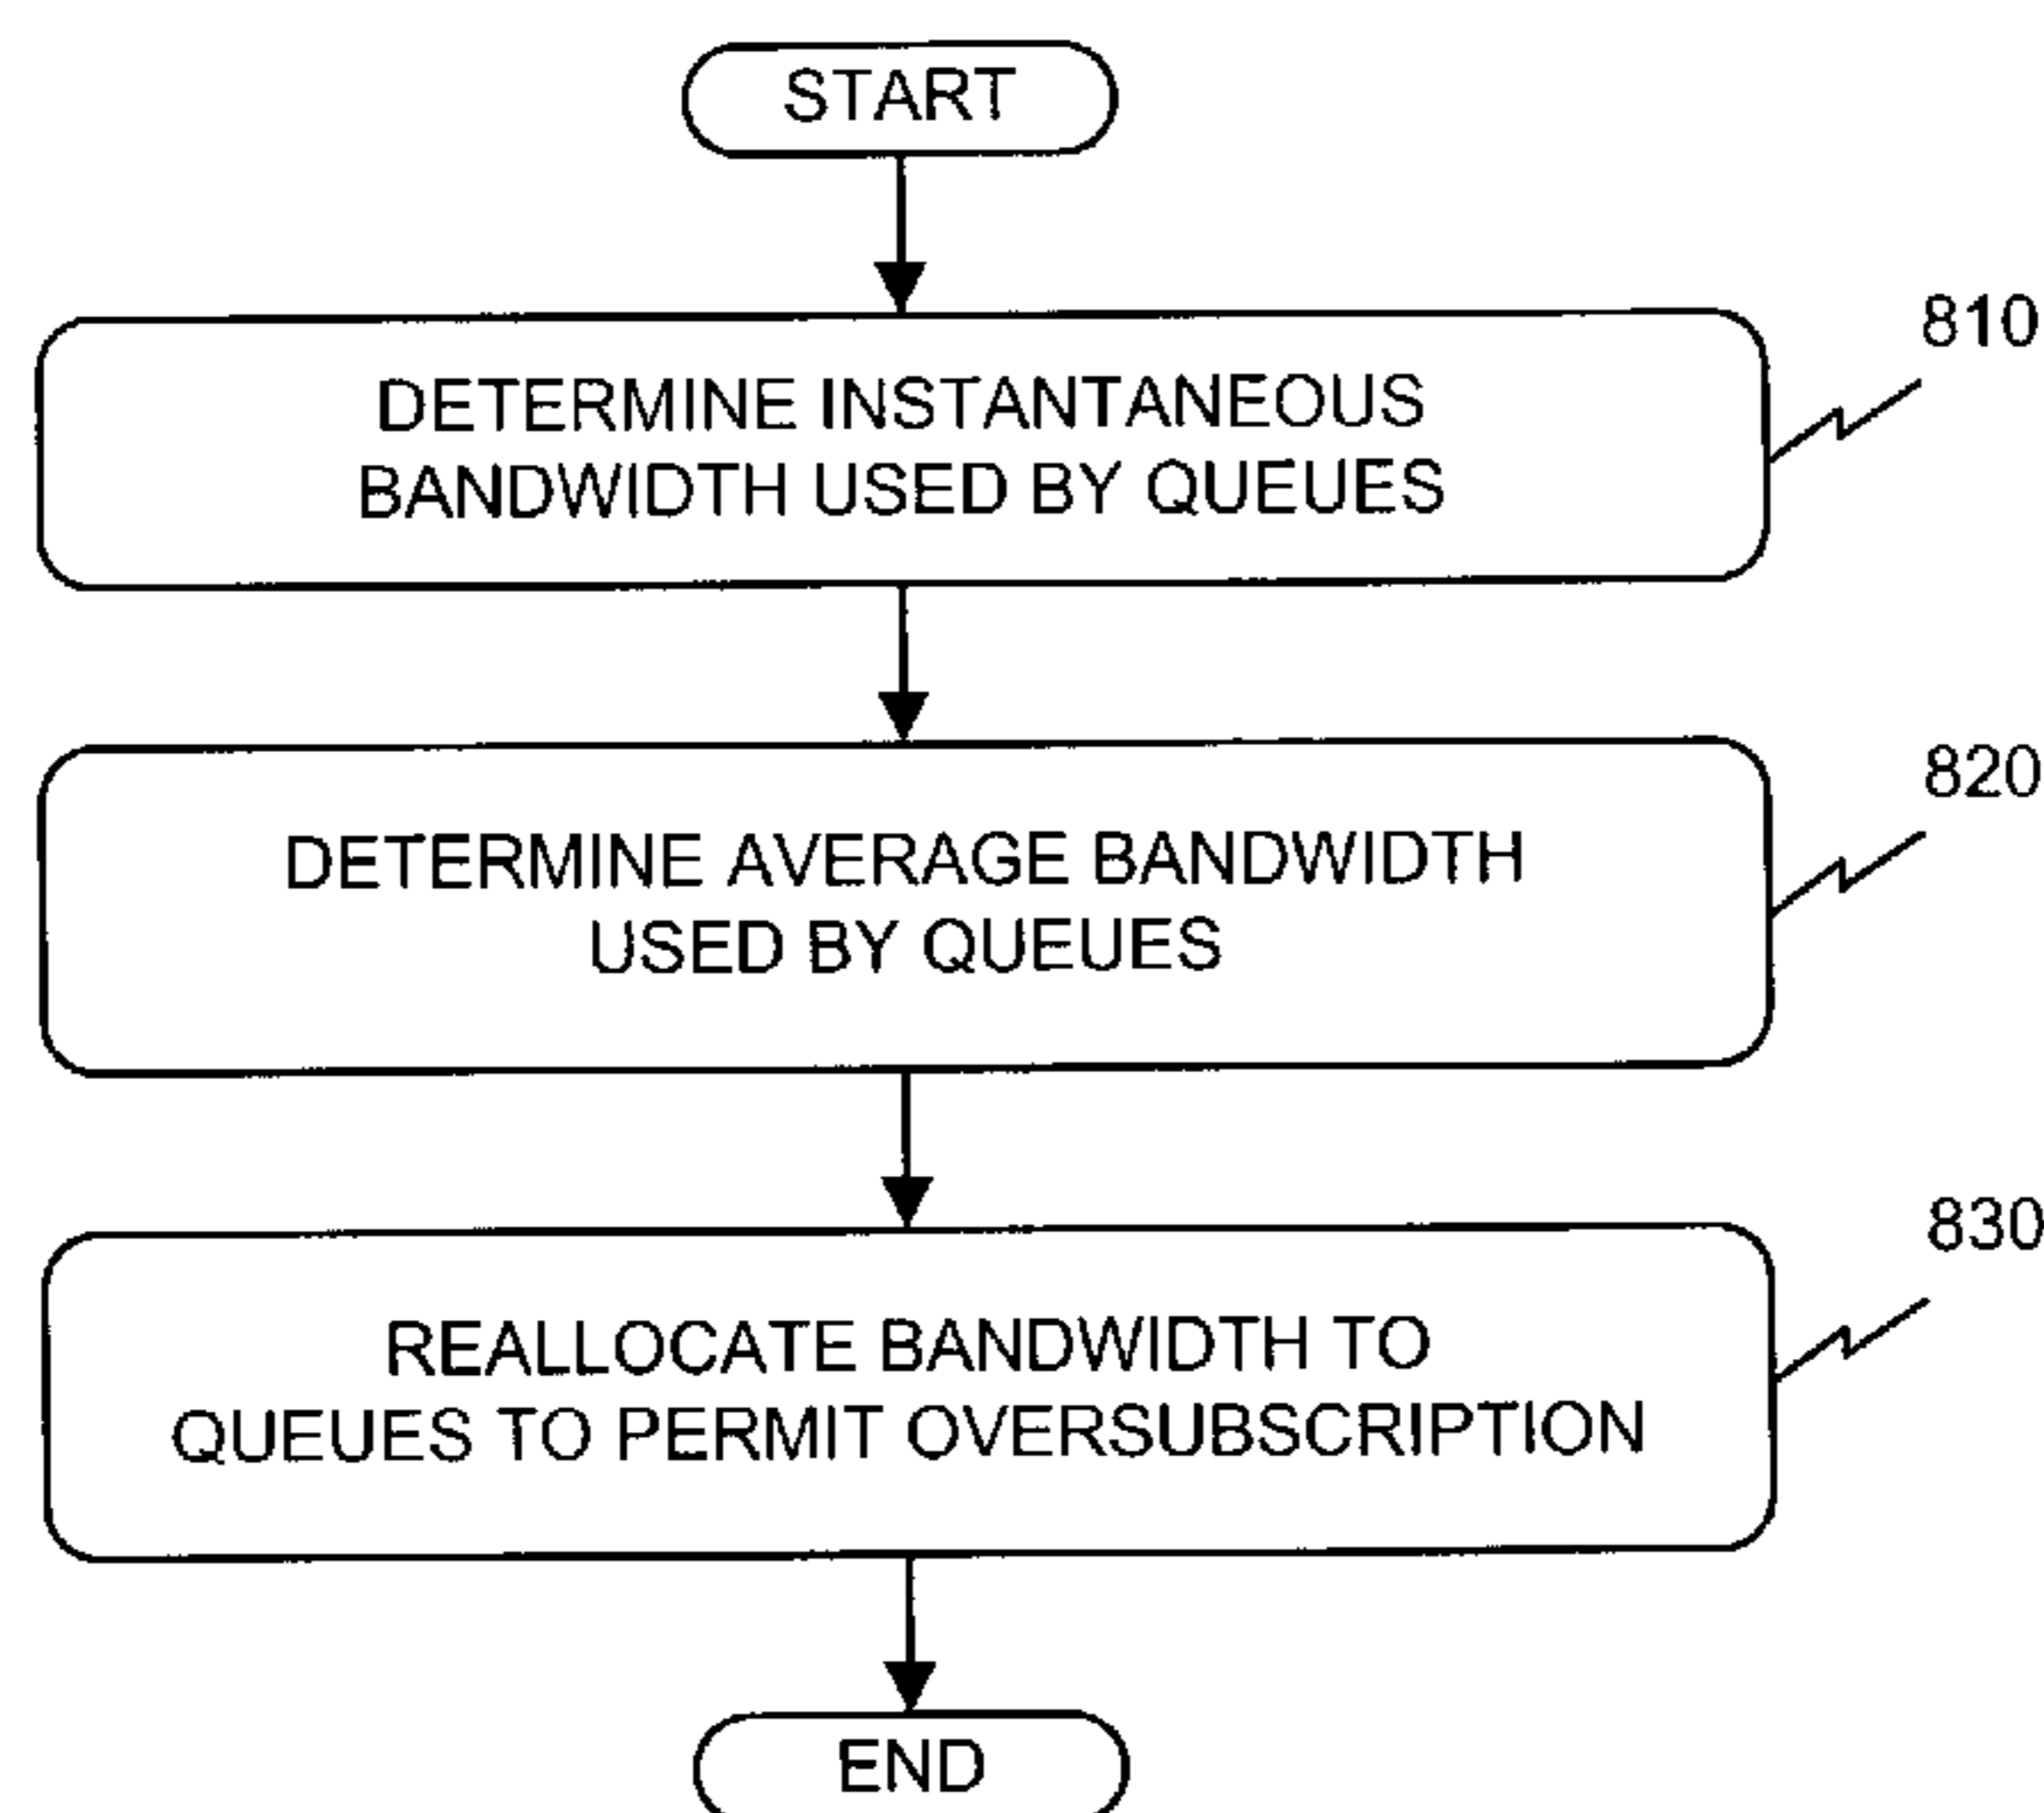 START
810
DETERMINE INSTANTANEOUS
BANDWIDTH USED BY QUEUES
820
DETERMINE AVERAGE BANDWIDTH
USED BY QUEUES
830
REALLOCATE BANDWIDTH TO
QUEUES TO PERMIT OVERSUBSCRIPTION
END